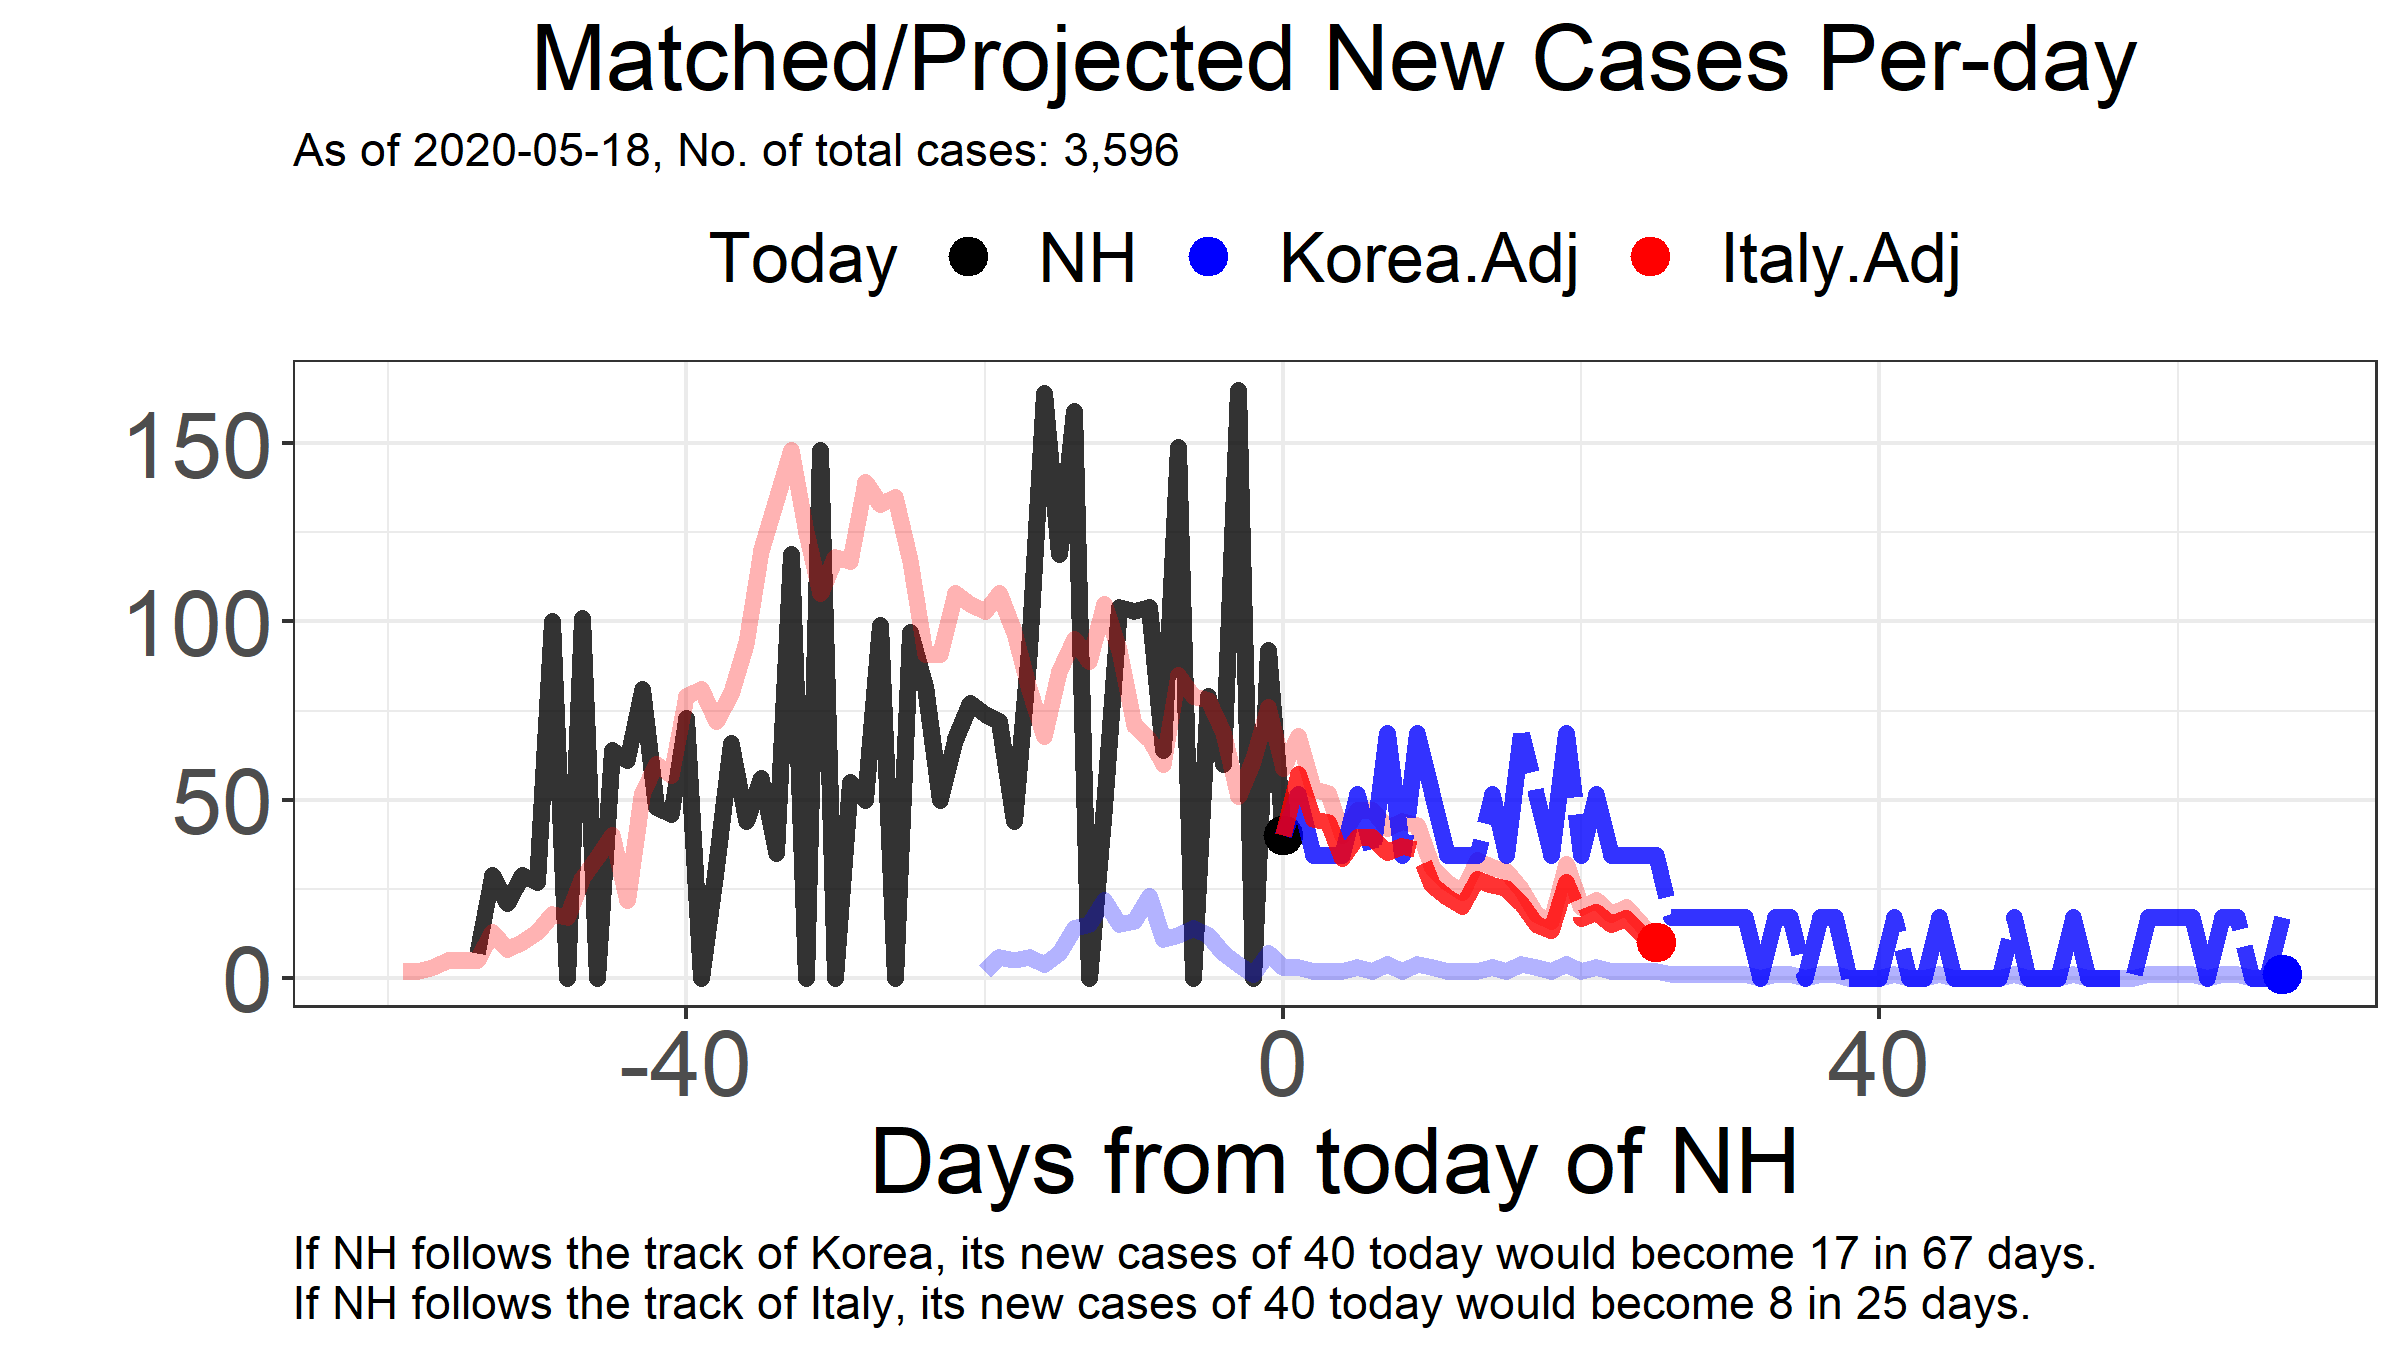 Matched/Projected New Cases Per-day
As of 2020-05-18, No. of total cases: 3,596
Today NH Korea.Adj Italy.Adj
150
100
50
0
-40 0 40
Days from today of NH
If NH follows the track of Korea, its new cases of 40 today would become 17 in 67 days.
If NH follows the track of Italy, its new cases of 40 today would become 8 in 25 days.